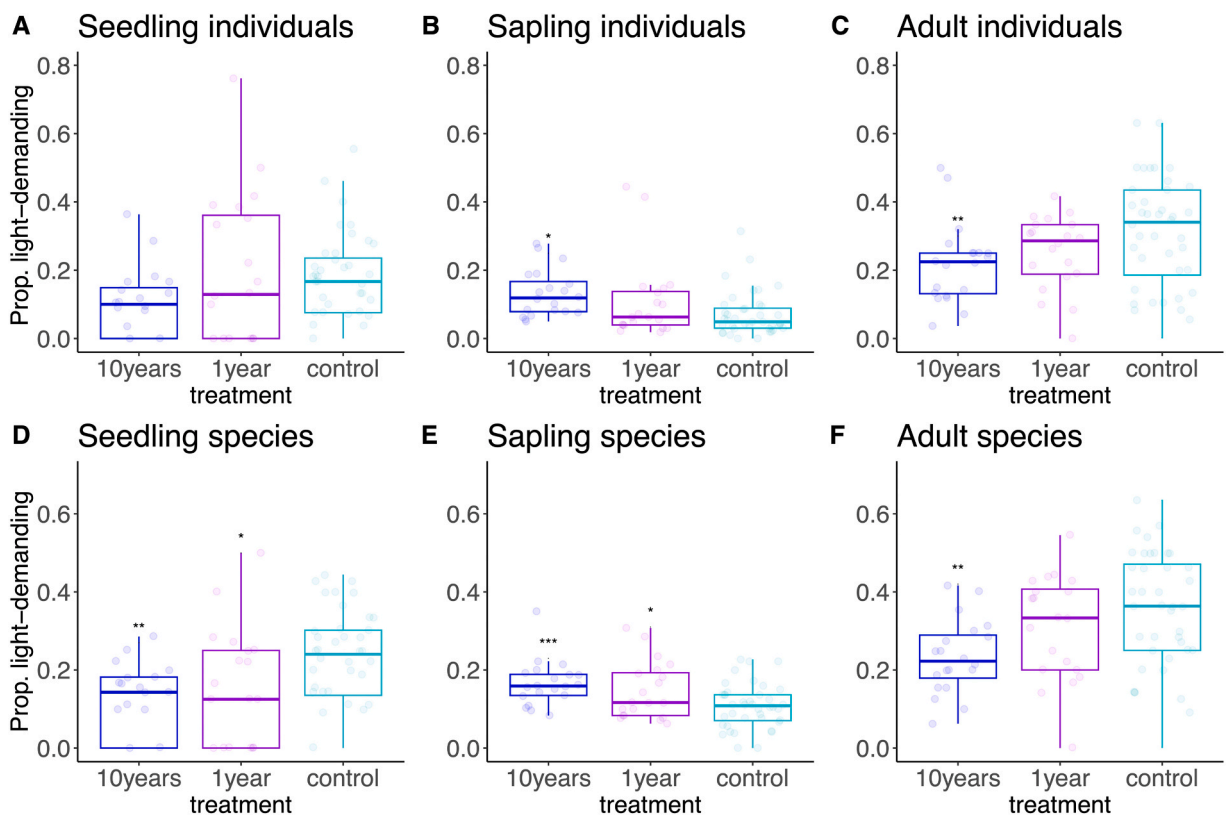 A Seedling individuals
B Sapling individuals
C Adult individuals
Prop. light−demanding
0.8
0.6
0.4
0.2
0.0
10years 1year control
treatment
0.8
0.6
0.4
*
0.2
0.0
10years 1year control
treatment
0.8
0.6
0.4
**
0.2
0.0
10years 1year control
treatment
D Seedling species
E Sapling species
F Adult species
Prop. light−demanding
0.6
*
0.4
**
0.2
0.0
10years 1year control
treatment
0.6
0.4
*
***
0.2
0.0
10years 1year control
treatment
0.6
**
0.4
0.2
0.0
10years 1year control
treatment